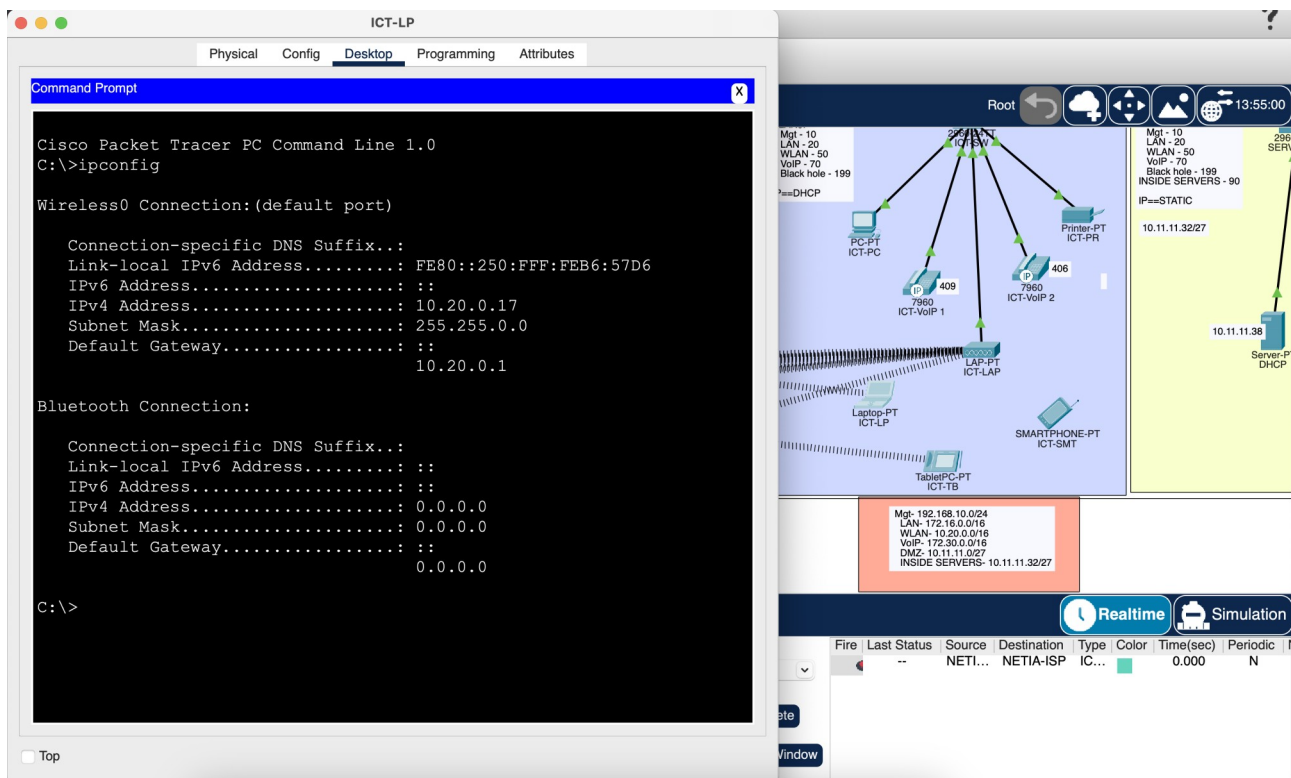 ICT-LP
Physical Config Desktop Programming Attributes
Command Prompt
X
Cisco Packet Tracer PC Command Line 1.0
C:\>ipconfig
Wireless0 Connection:(default port)
Connection-specific DNS Suffix..:
Link-local IPv6 Address.........: FE80::250:FFF:FEB6:57D6
IPv6 Address....................: ::
IPv4 Address....................: 10.20.0.17
Subnet Mask.....................: 255.255.0.0
Default Gateway.................: ::
10.20.0.1
Bluetooth Connection:
Connection-specific DNS Suffix..:
Link-local IPv6 Address.........: ::
IPv6 Address....................: ::
IPv4 Address....................: 0.0.0.0
Subnet Mask.....................: 0.0.0.0
Default Gateway.................: ::
0.0.0.0
C:\>
Top
?
Root
13:55:00
Mgt - 10
LAN - 20
WLAN - 50
VoIP - 70
Black hole - 199
==DHCP
ICT-SW
PC-PT
ICT-PC
IP
409
7960
ICT-VoIP 1
IP
406
7960
ICT-VoIP 2
Printer-PT
ICT-PR
LAP-PT
ICT-LAP
Laptop-PT
ICT-LP
SMARTPHONE-PT
ICT-SMT
TabletPC-PT
ICT-TB
Mgt - 10
LAN - 20
WLAN - 50
VoIP - 70
Black hole - 199
INSIDE SERVERS - 90
IP==STATIC
10.11.11.32/27
296
SERV
10.11.11.38
Server-P
DHCP
Mgt- 192.168.10.0/24
LAN- 172.16.0.0/16
WLAN- 10.20.0.0/16
VoIP- 172.30.0.0/16
DMZ- 10.11.11.0/27
INSIDE SERVERS- 10.11.11.32/27
Realtime
Simulation
Fire Last Status Source Destination Type Color Time(sec) Periodic
-- NETI... NETIA-ISP IC... 0.000 N
ete
Window